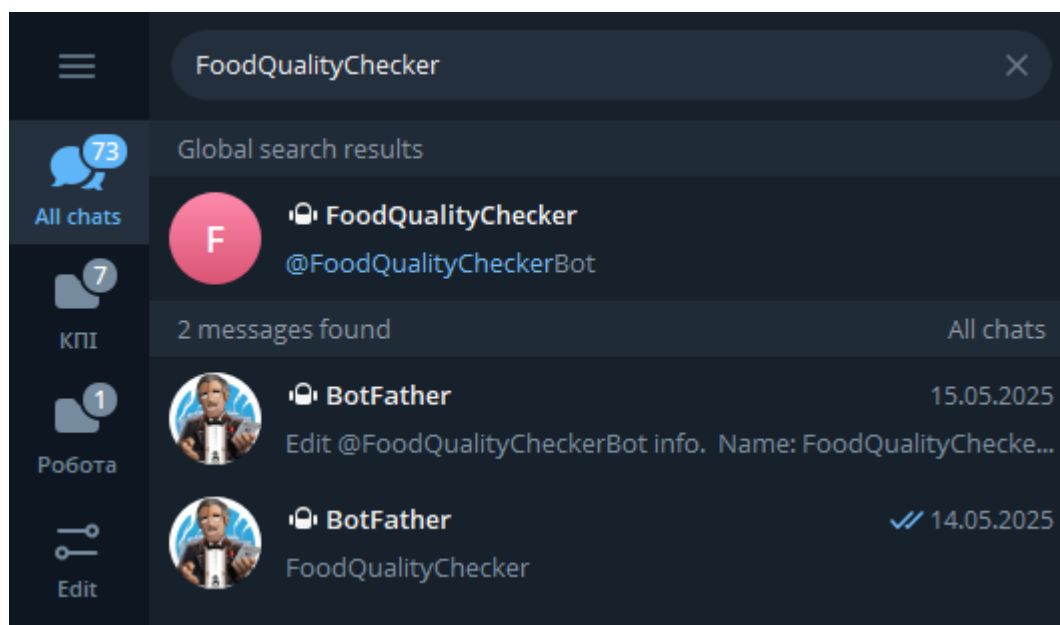 FoodQualityChecker
73
All chats
Global search results
F
FoodQualityChecker
@FoodQualityCheckerBot
7
КПІ
2 messages found
All chats
BotFather
15.05.2025
Edit @FoodQualityCheckerBot info. Name: FoodQualityChecke...
1
Робота
BotFather
14.05.2025
FoodQualityChecker
Edit